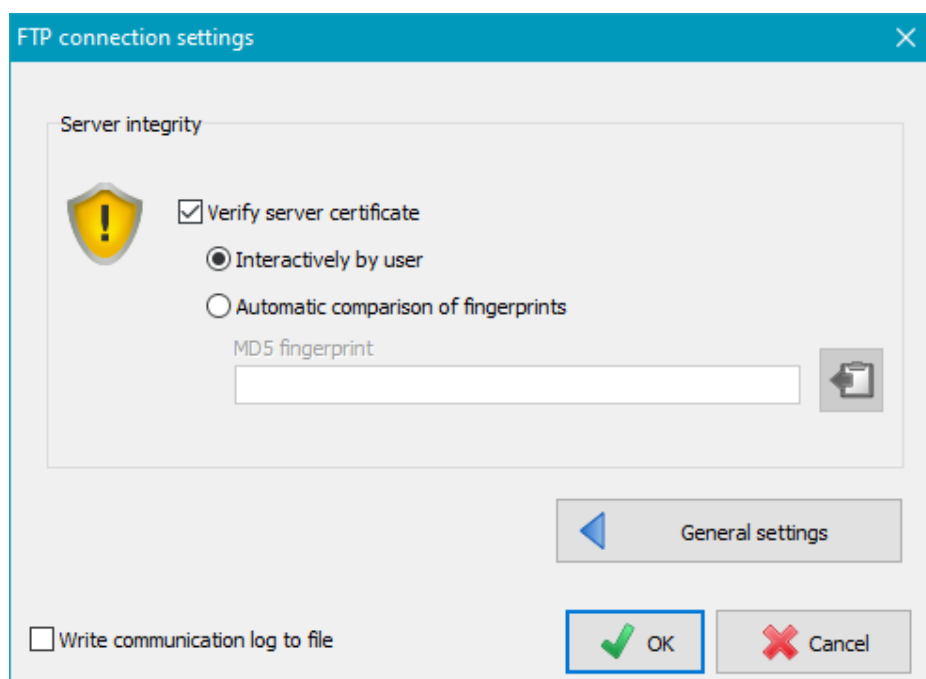 FTP connection settings
Server integrity
Verify server certificate
Interactively by user
Automatic comparison of fingerprints
MD5 fingerprint
General settings
Write communication log to file
OK
Cancel